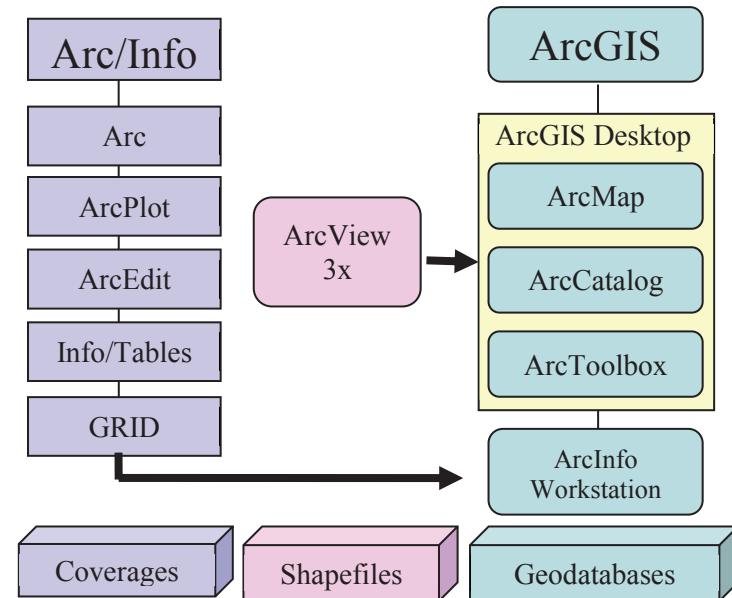 Arc/Info
Arc
ArcPlot
ArcEdit
Info/Tables
GRID
ArcView
3x
ArcGIS
ArcGIS Desktop
ArcMap
ArcCatalog
ArcToolbox
ArcInfo
Workstation
Coverages
Shapefiles
Geodatabases